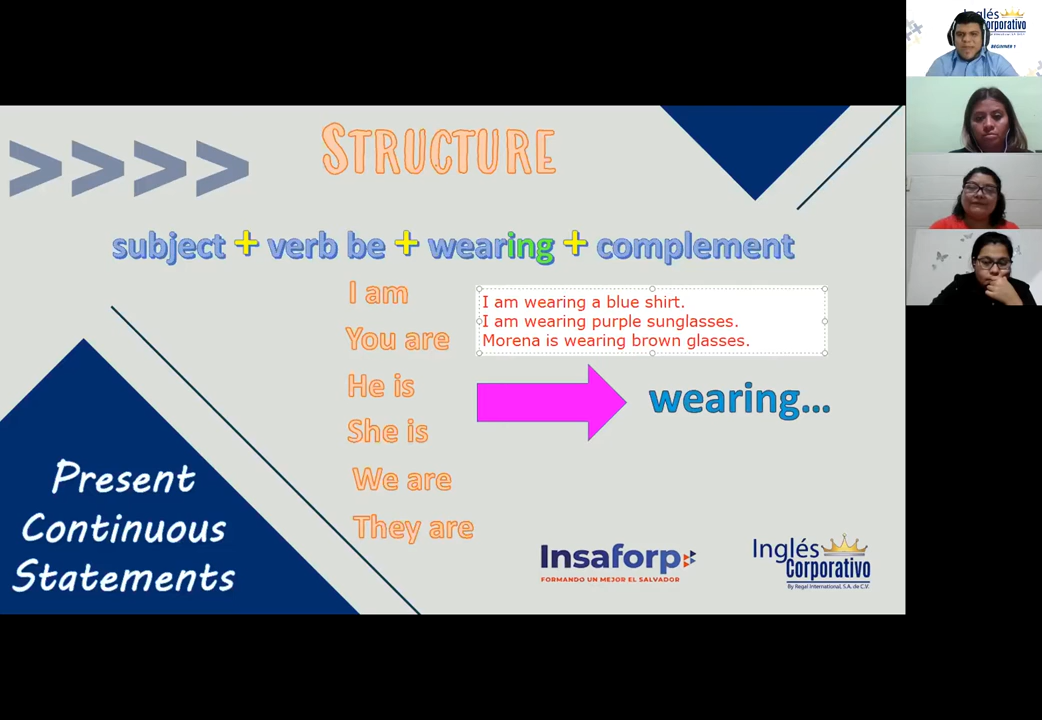 >>>>
STRUCTURE
subject + verb be + wearing + complement
I am
You are
He is
She is
We are
They are
I am wearing a blue shirt.
I am wearing purple sunglasses.
Morena is wearing brown glasses.
wearing...
Present
Continuous
Statements
Insaforp
FORMANDO UN MEJOR EL SALVADOR
Inglés
Corporativo
By Regal International, S.A. de C.V.
Inglés
Corporativo
BEGINNER 1